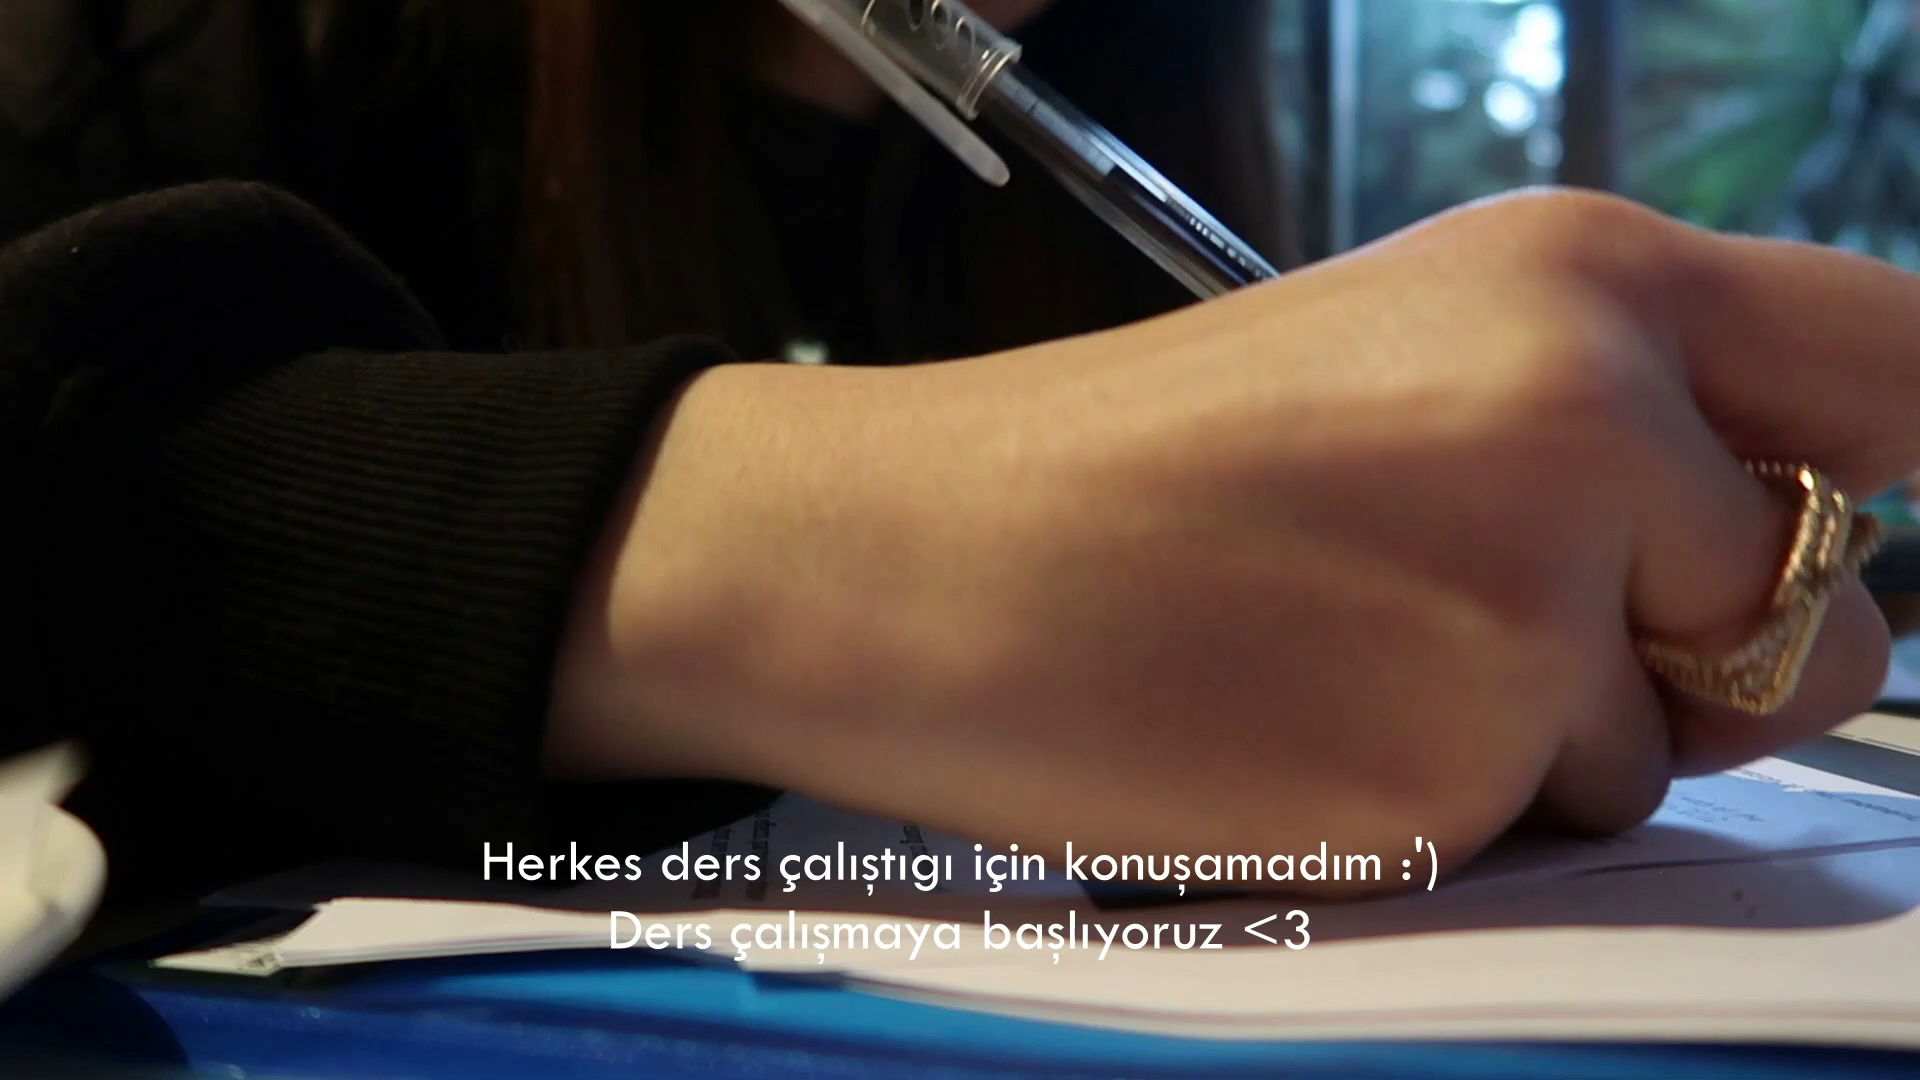 Herkes ders çalıştıgı için konuşamadım :')
Ders çalışmaya başlıyoruz <3